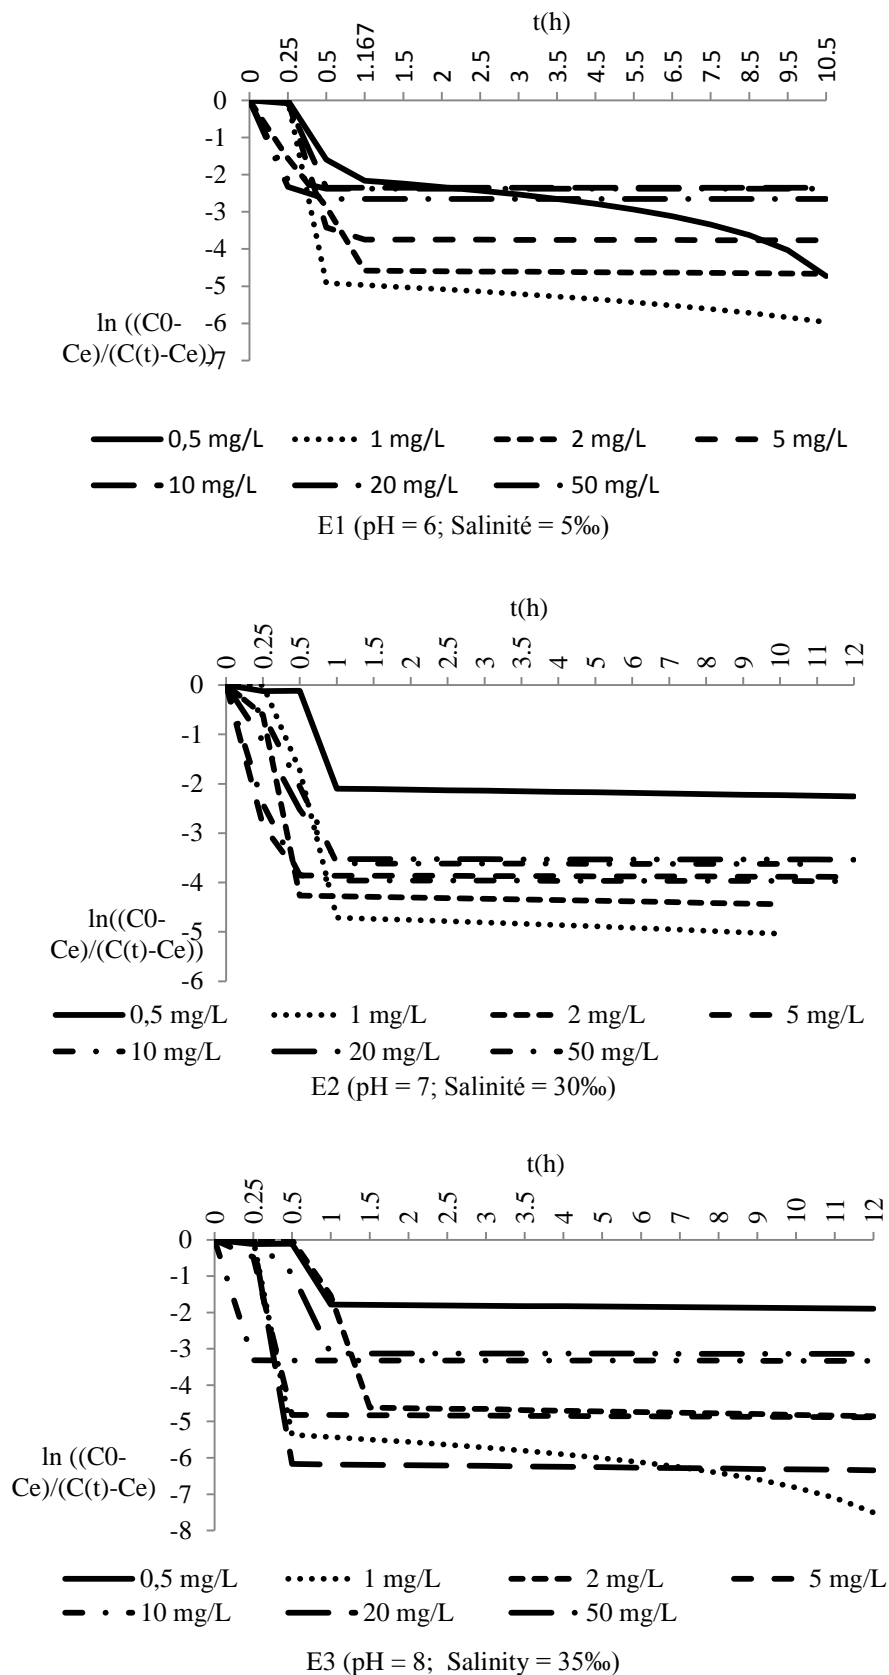 t(h)
0 0.25 0.5 1.167 1.5 2 2.5 3 3.5 4.5 5.5 6.5 7.5 8.5 9.5 10.5
0
-1
-2
-3
-4
-5
-6
-7
ln ((C0-
Ce)/(C(t)-Ce))
0,5 mg/L 1 mg/L 2 mg/L 5 mg/L
10 mg/L 20 mg/L 50 mg/L
E1 (pH = 6; Salinité = 5‰)
t(h)
0 0.25 0.5 1 1.5 2 2.5 3 3.5 4 5 6 7 8 9 10 11 12
0
-1
-2
-3
-4
-5
-6
ln((C0-
Ce)/(C(t)-Ce))
0,5 mg/L 1 mg/L 2 mg/L 5 mg/L
10 mg/L 20 mg/L 50 mg/L
E2 (pH = 7; Salinité = 30‰)
t(h)
0 0.25 0.5 1 1.5 2 2.5 3 3.5 4 5 6 7 8 9 10 11 12
0
-1
-2
-3
-4
-5
-6
-7
-8
ln ((C0-
Ce)/(C(t)-Ce)
0,5 mg/L 1 mg/L 2 mg/L 5 mg/L
10 mg/L 20 mg/L 50 mg/L
E3 (pH = 8; Salinity = 35‰)